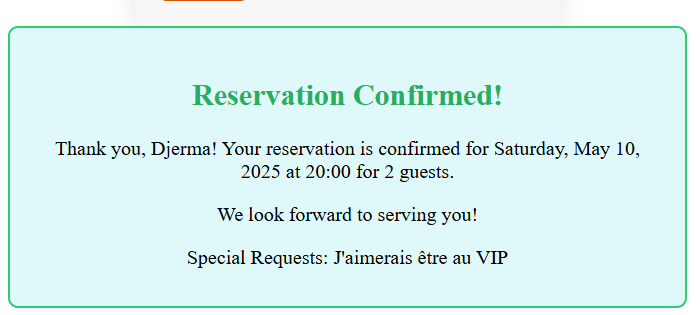 Reservation Confirmed!
Thank you, Djerma! Your reservation is confirmed for Saturday, May 10,
2025 at 20:00 for 2 guests.
We look forward to serving you!
Special Requests: J'aimerais être au VIP